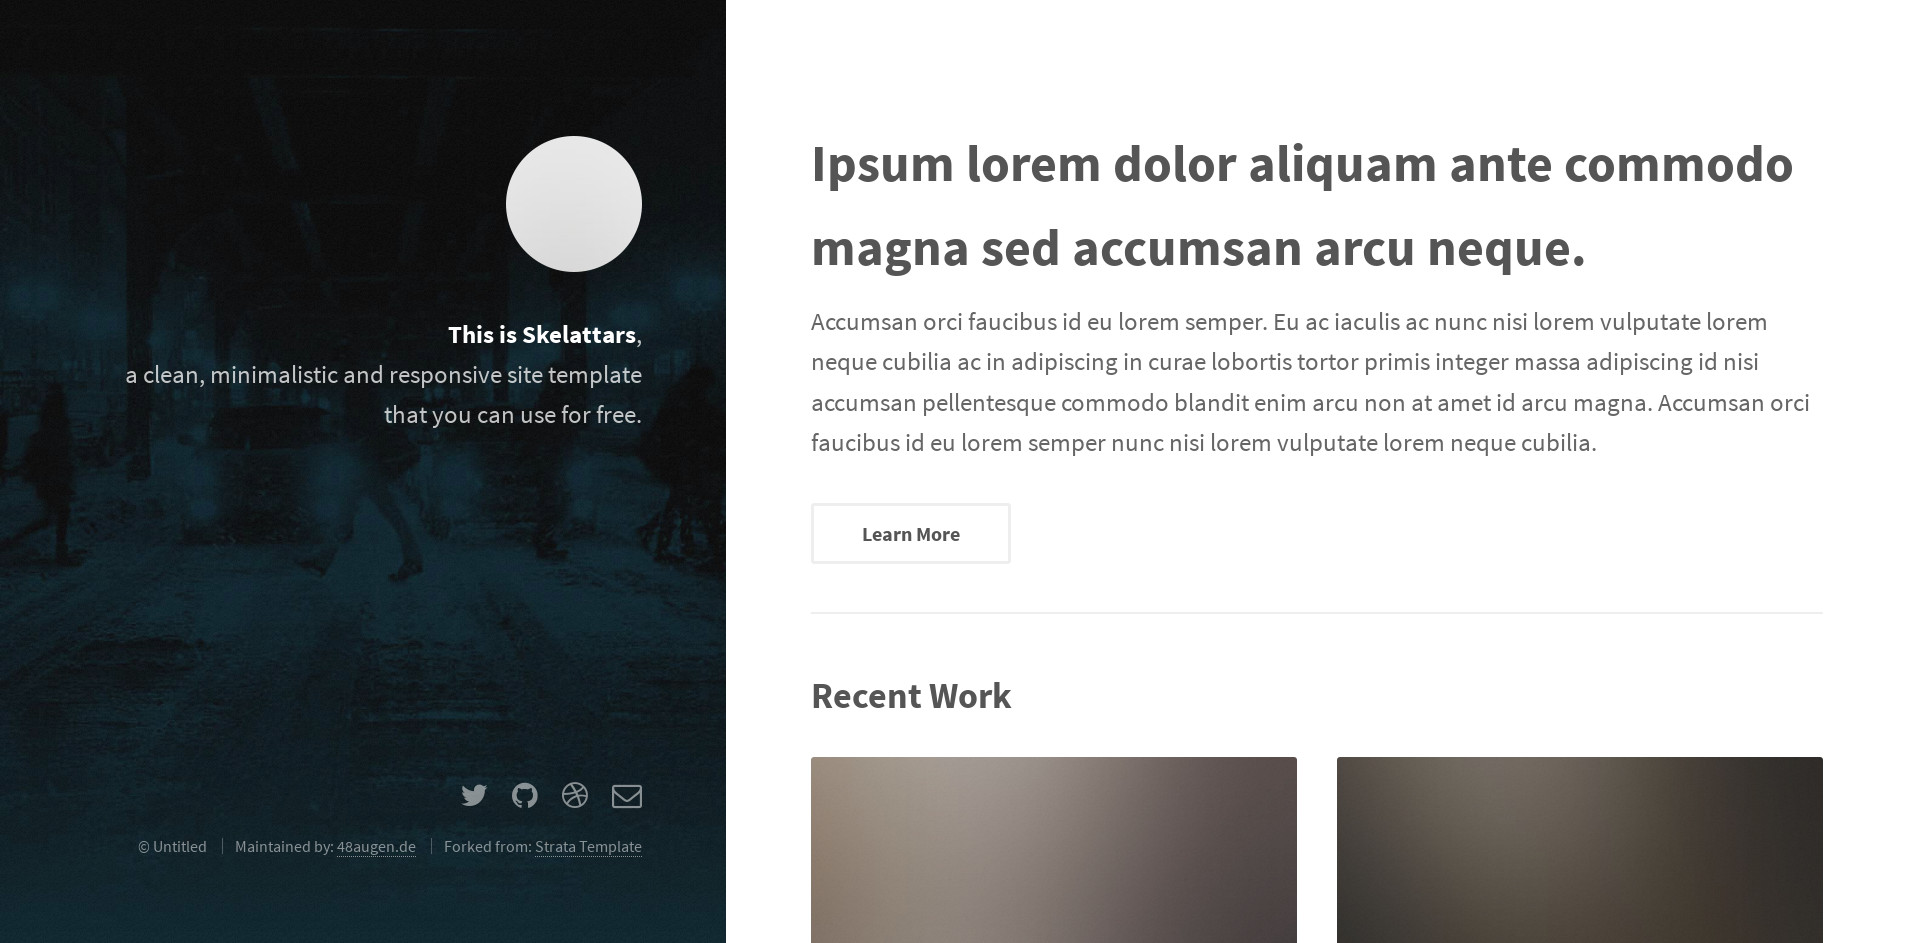 This is Skelattars,
a clean, minimalistic and responsive site template
that you can use for free.
© Untitled
Maintained by: 48augen.de
Forked from: Strata Template
Ipsum lorem dolor aliquam ante commodo
magna sed accumsan arcu neque.
Accumsan orci faucibus id eu lorem semper. Eu ac iaculis ac nunc nisi lorem vulputate lorem
neque cubilia ac in adipiscing in curae lobortis tortor primis integer massa adipiscing id nisi
accumsan pellentesque commodo blandit enim arcu non at amet id arcu magna. Accumsan orci
faucibus id eu lorem semper nunc nisi lorem vulputate lorem neque cubilia.
Learn More
Recent Work